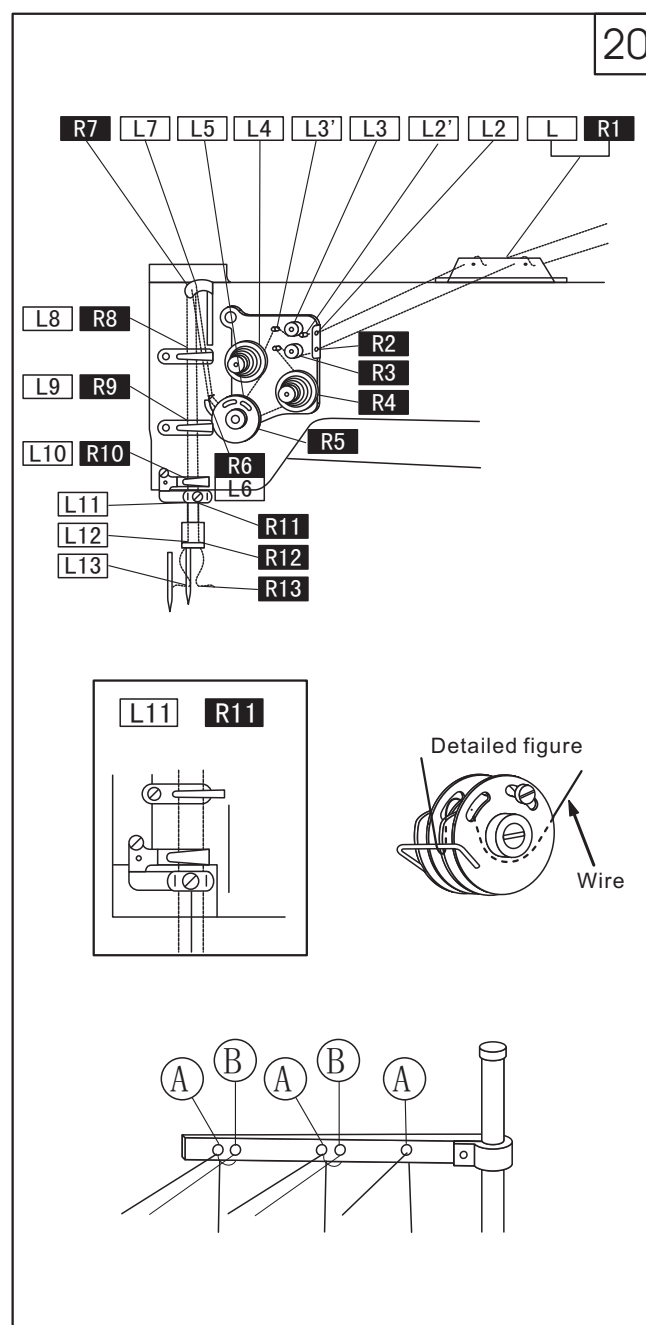 20
R7 L7 L5 L4 L3' L3 L2' L2 L R1
L8 R8
R2
R3
L9 R9
R4
R5
L10 R10
R6
L6
L11
R11
L12
R12
L13
R13
L11 R11
Detailed figure
Wire
A B A B A